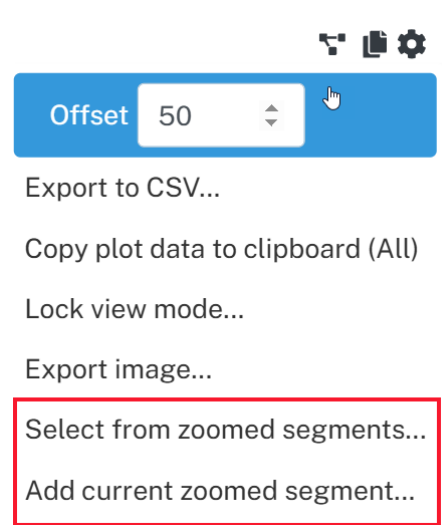 Offset 50
Export to CSV...
Copy plot data to clipboard (All)
Lock view mode...
Export image...
Select from zoomed segments...
Add current zoomed segment...